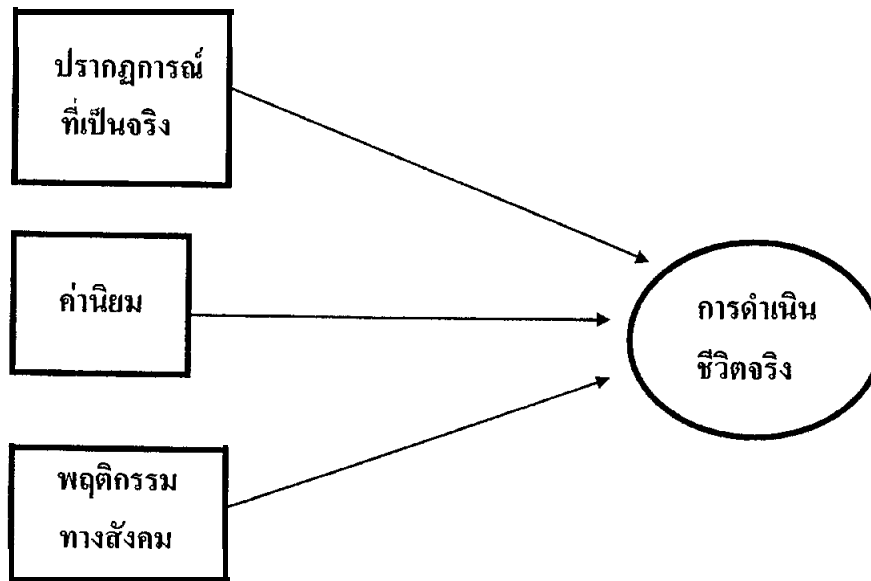 ปรากฏการณ์
ที่เป็นจริง
ค่านิยม
การดำเนิน
ชีวิตจริง
พฤติกรรม
ทางสังคม